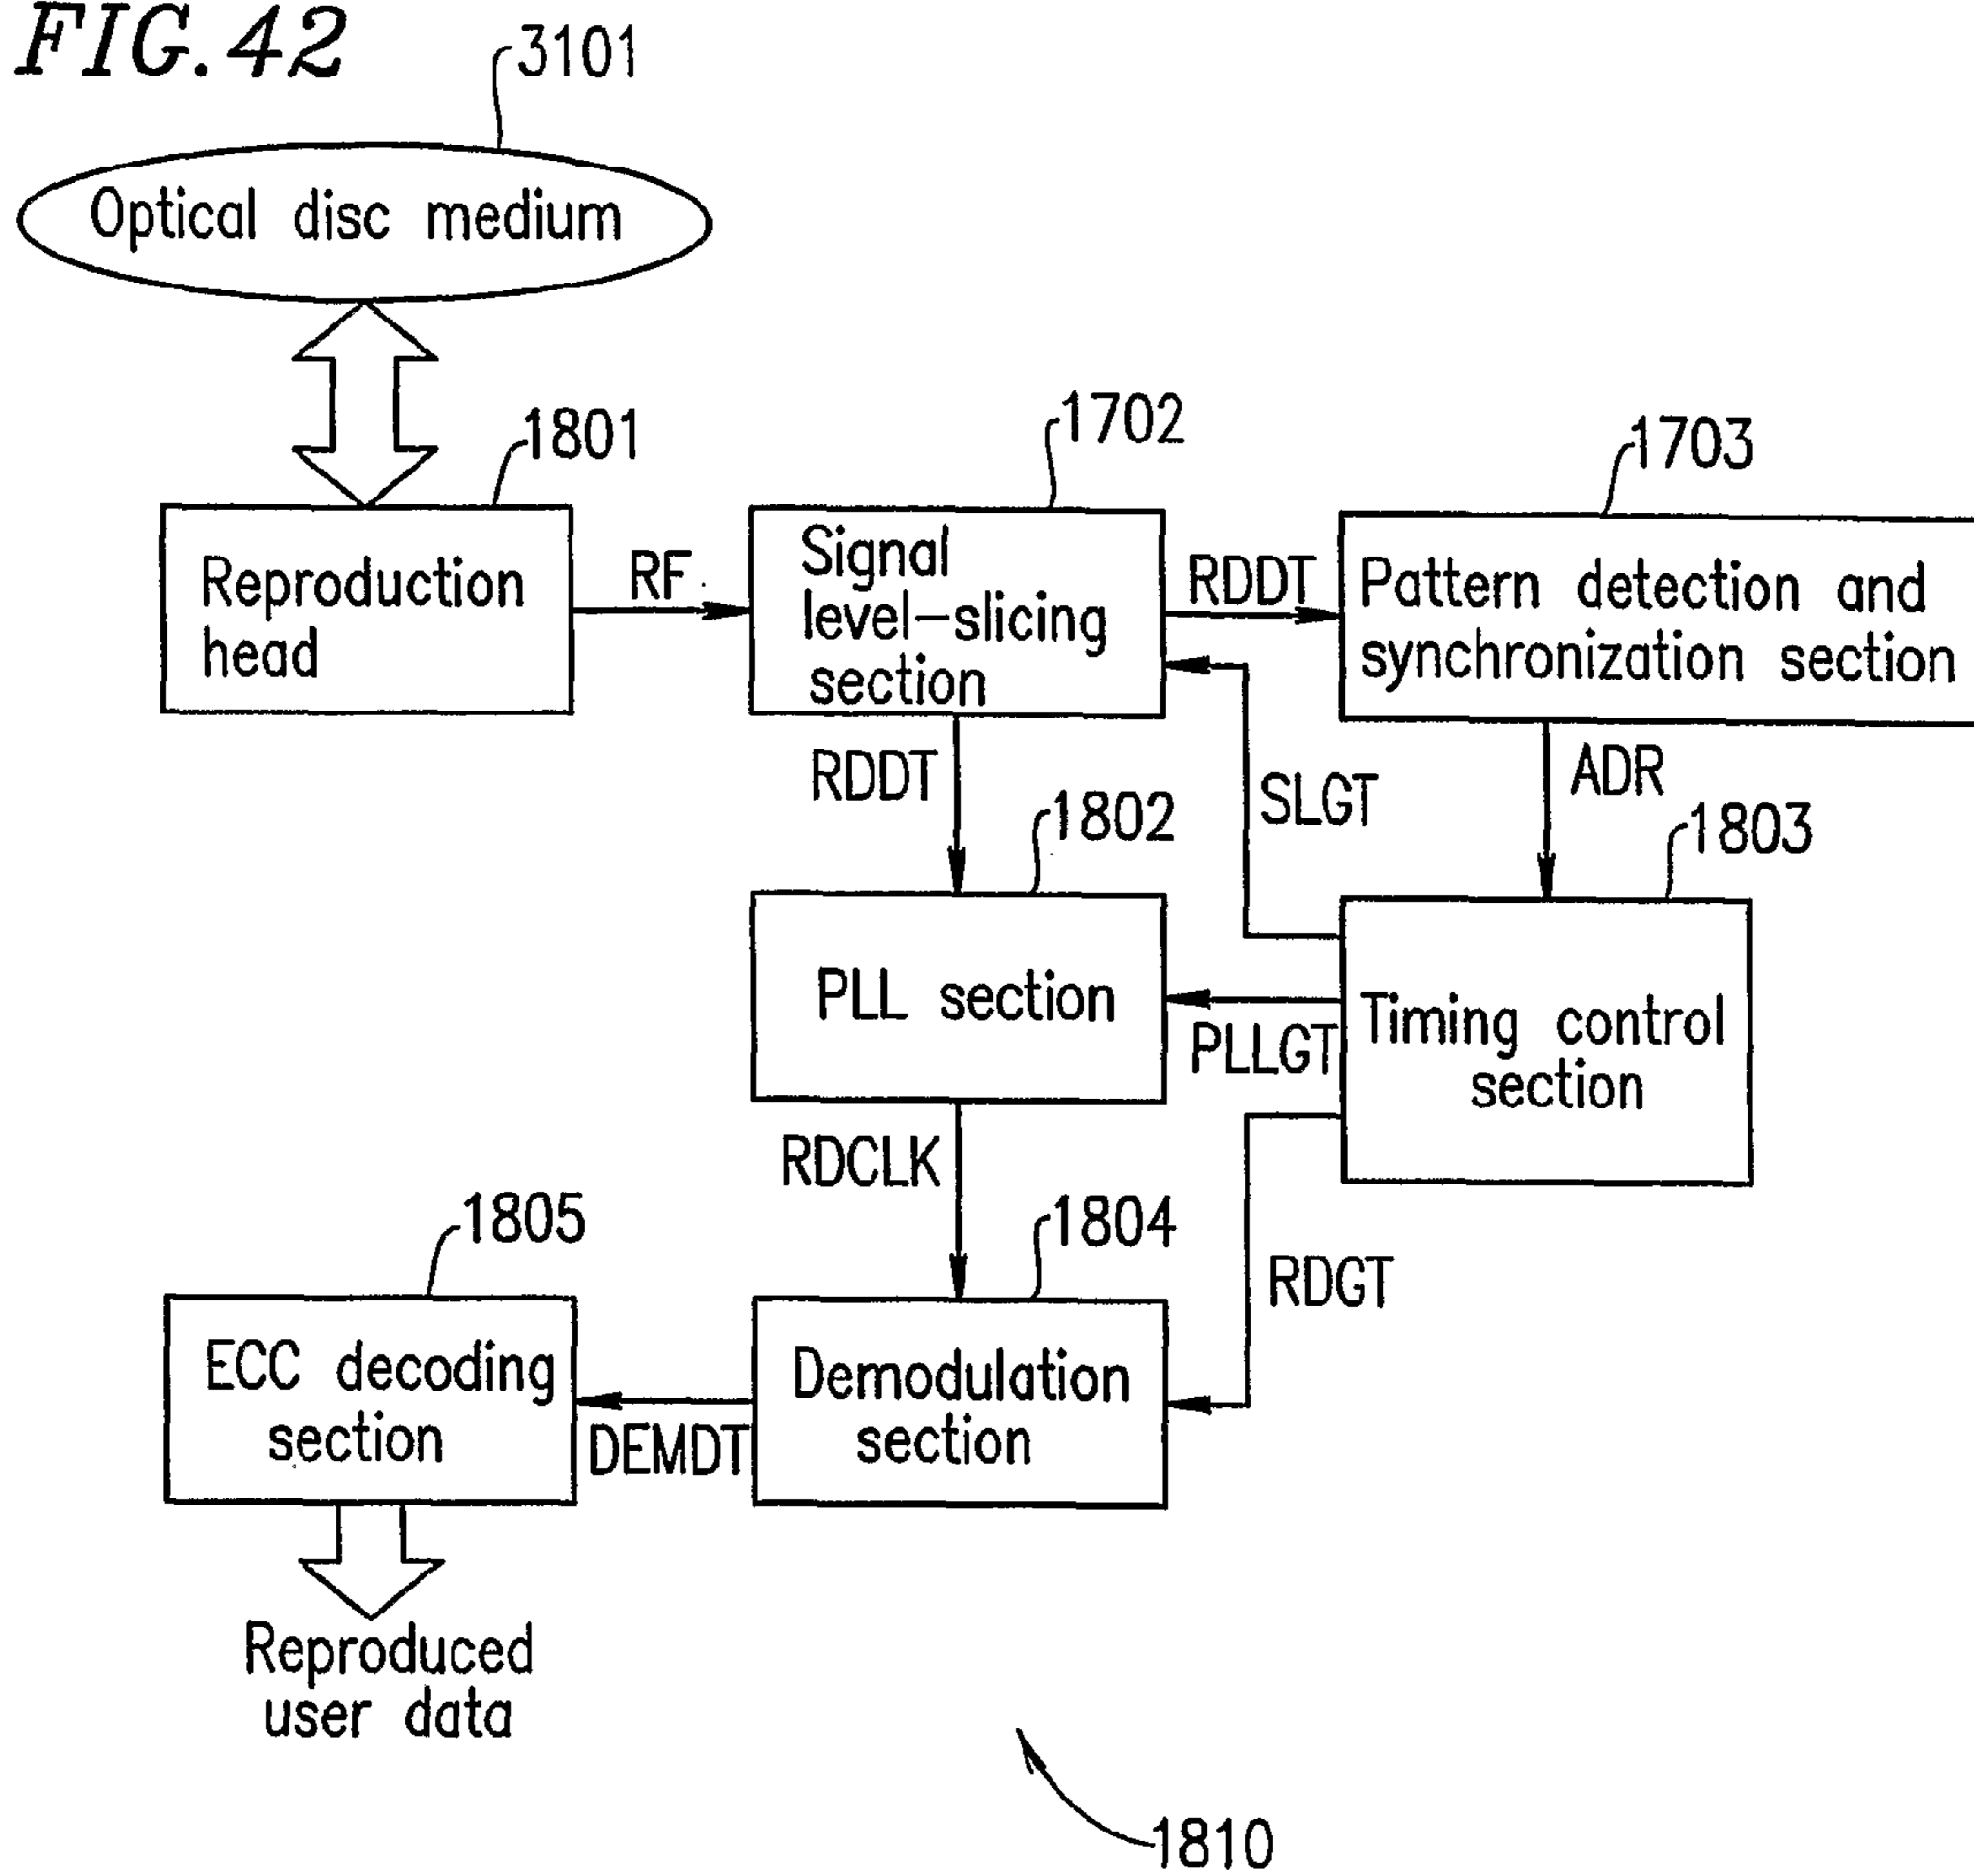 FIG. 42
3101
Optical disc medium
1801
1702
1703
Reproduction
head
RF
Signal
level-slicing
section
RDDT
Pattern detection and
synchronization section
RDDT
SLGT
ADR
1802
1803
PLL section
PLLGT
Timing control
section
RDCLK
1805
1804
RDGT
ECC decoding
section
DEMDT
Demodulation
section
Reproduced
user data
1810